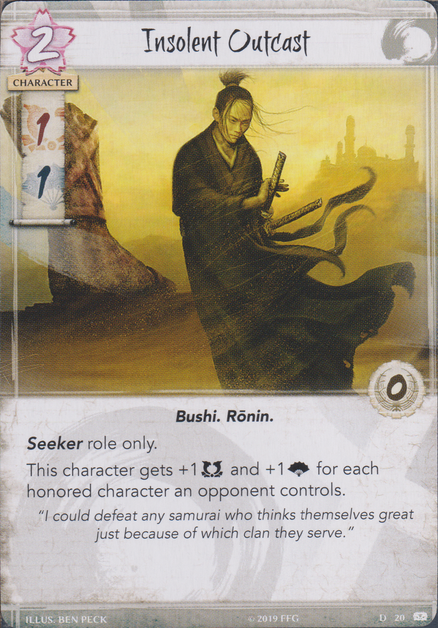 2
Insolent Outcast
CHARACTER
1
1
0
Bushi. Rōnin.
Seeker role only.
This character gets +1 and +1 for each
honored character an opponent controls.
“I could defeat any samurai who thinks themselves great
just because of which clan they serve.”
ILLUS. BEN PECK © 2019 FFG D 20